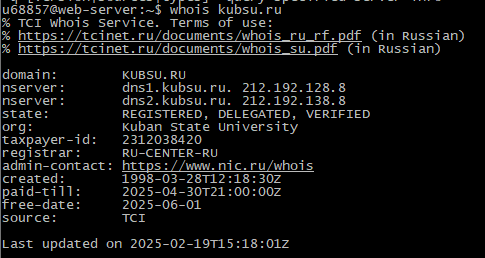 u68857@web-server:~$ whois kubsu.ru
% TCI Whois Service. Terms of use:
% https://tcinet.ru/documents/whois_ru_rf.pdf (in Russian)
% https://tcinet.ru/documents/whois_su.pdf (in Russian)
domain: KUBSU.RU
nserver: dns1.kubsu.ru. 212.192.128.8
nserver: dns2.kubsu.ru. 212.192.138.8
state: REGISTERED, DELEGATED, VERIFIED
org: Kuban State University
taxpayer-id: 2312038420
registrar: RU-CENTER-RU
admin-contact: https://www.nic.ru/whois
created: 1998-03-28T12:18:30Z
paid-till: 2025-04-30T21:00:00Z
free-date: 2025-06-01
source: TCI
Last updated on 2025-02-19T15:18:01Z